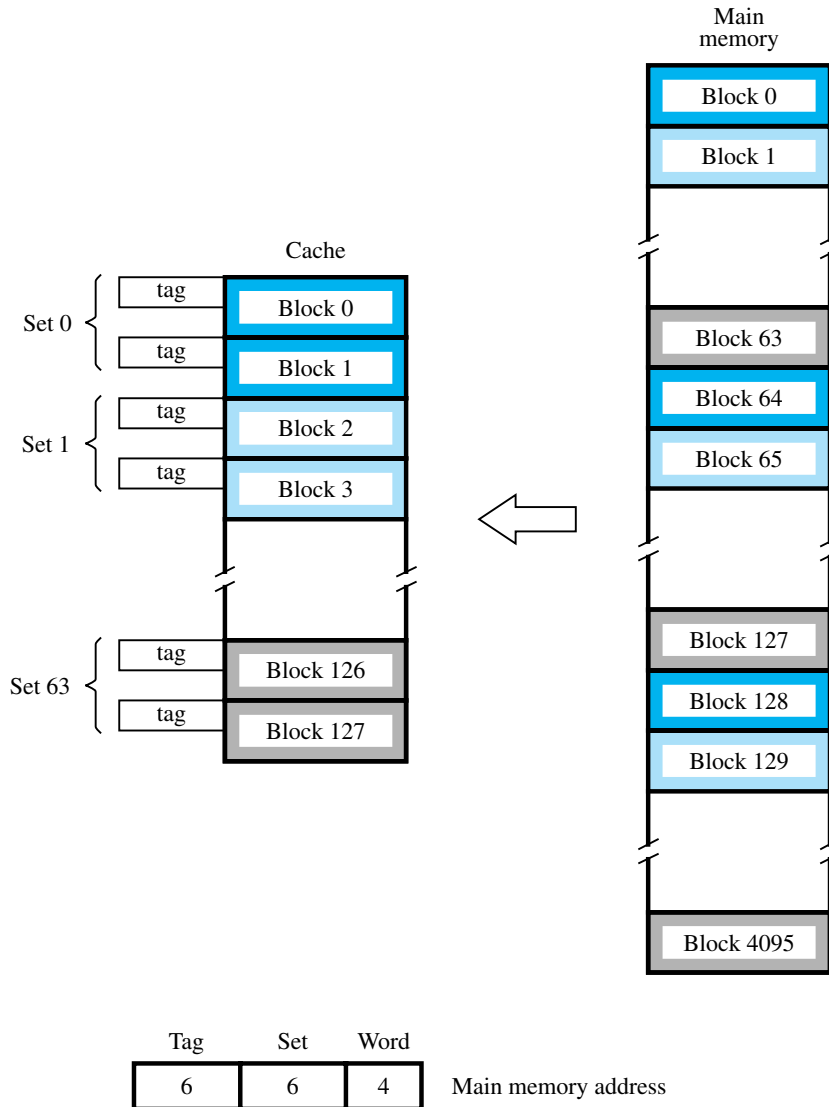 Main
memory
Block 0
Block 1
Cache
tag
Block 0
Set 0
tag
Block 1
Block 63
tag
Block 2
Block 64
Set 1
tag
Block 3
Block 65
tag
Block 126
Block 127
Set 63
tag
Block 127
Block 128
Block 129
Block 4095
Tag Set Word
6 6 4 Main memory address